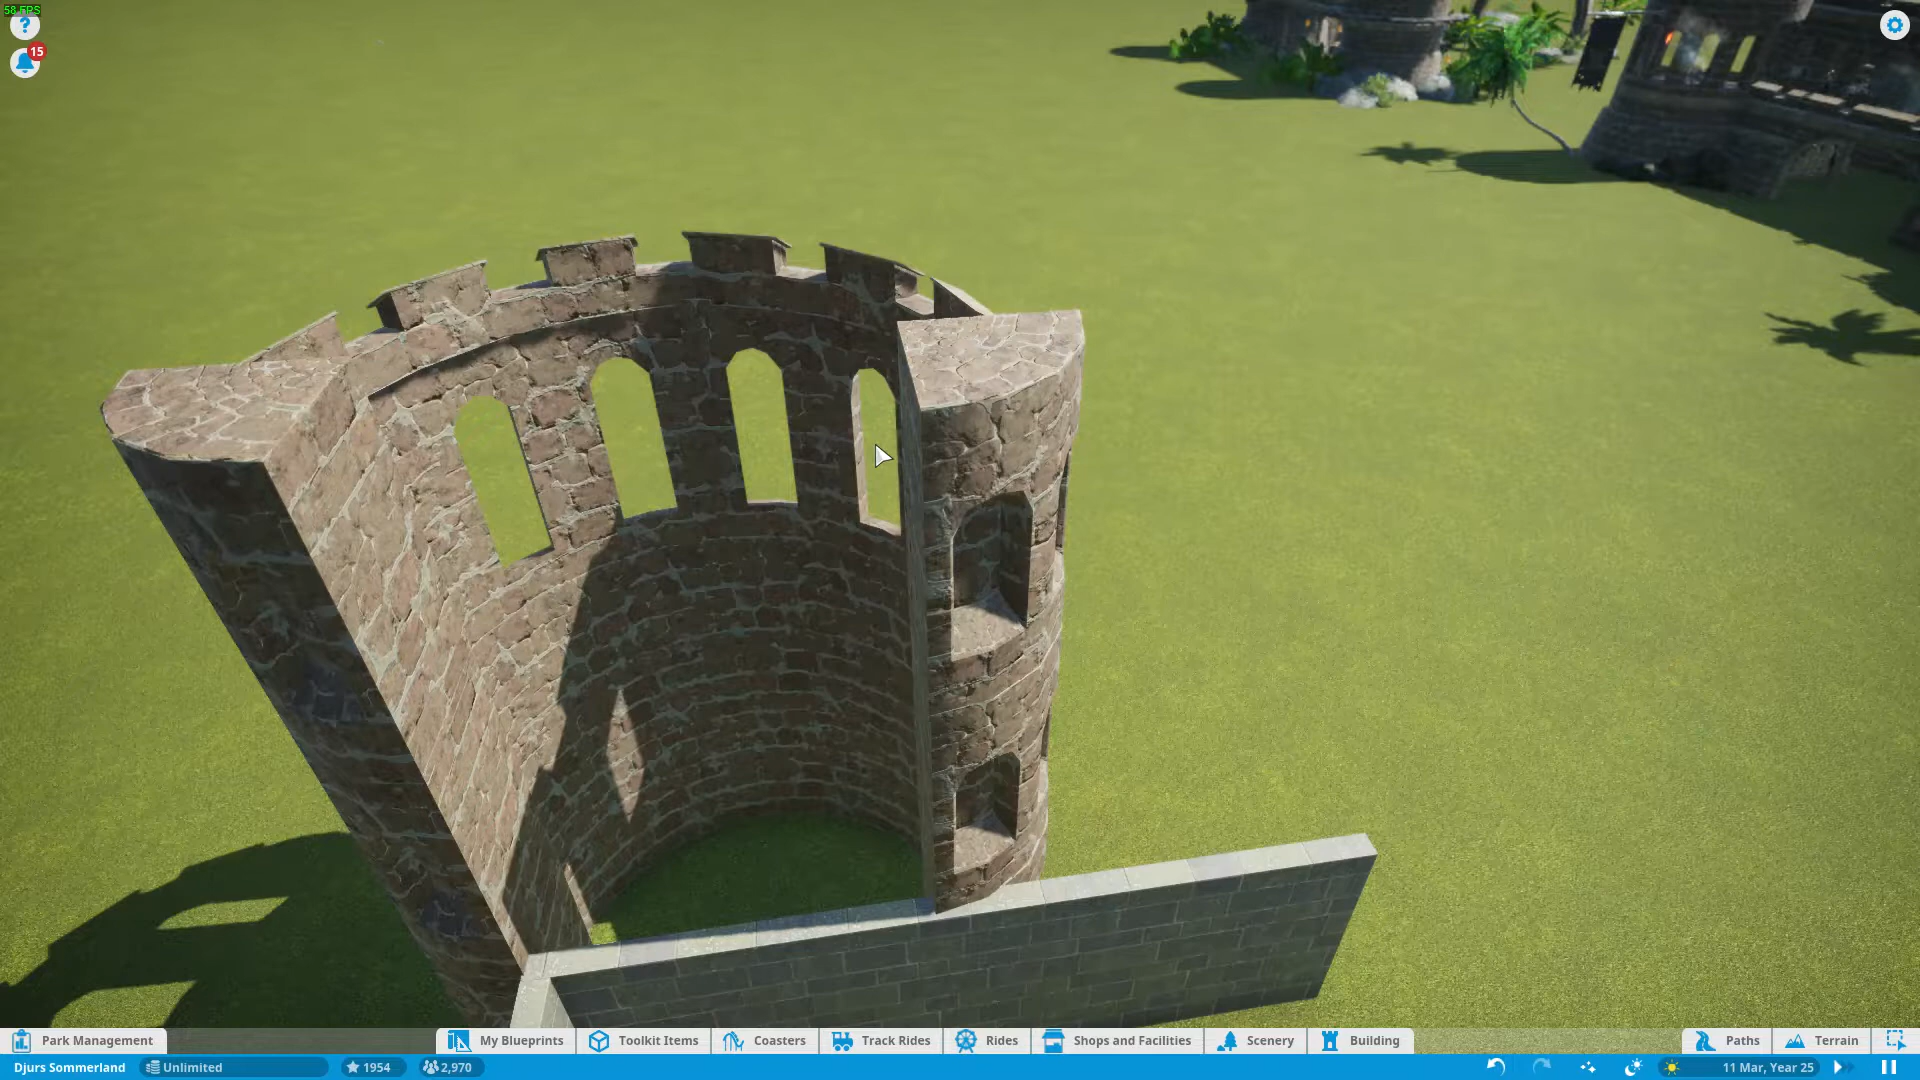 58 FPS
?
15
Park Management
My Blueprints
Toolkit Items
Coasters
Track Rides
Rides
Shops and Facilities
Scenery
Building
Paths
Terrain
Djurs Sommerland
Unlimited
1954
2,970
11 Mar, Year 25